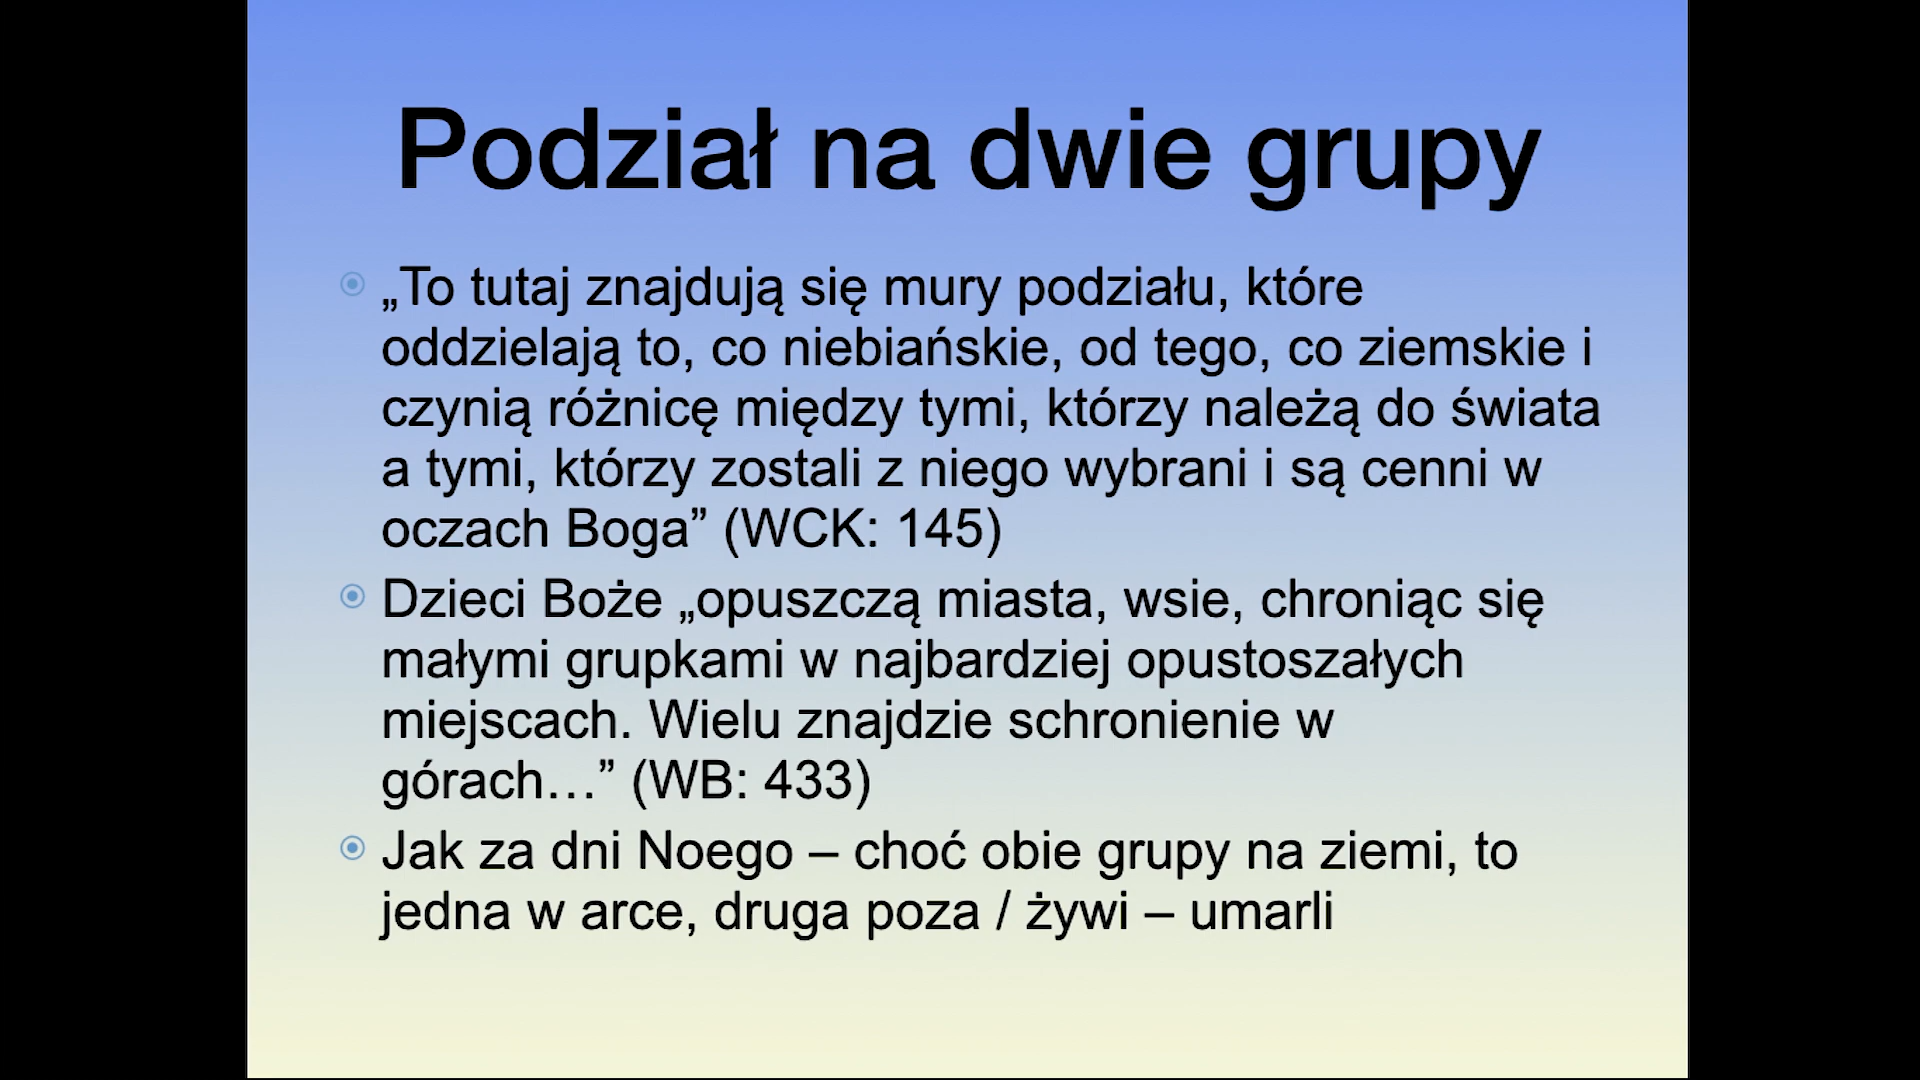 Podział na dwie grupy
„To tutaj znajdują się mury podziału, które
oddzielają to, co niebiańskie, od tego, co ziemskie i
czynią różnicę między tymi, którzy należą do świata
a tymi, którzy zostali z niego wybrani i są cenni w
oczach Boga” (WCK: 145)
Dzieci Boże „opuszczą miasta, wsie, chroniąc się
małymi grupkami w najbardziej opustoszałych
miejscach. Wielu znajdzie schronienie w
górach…” (WB: 433)
Jak za dni Noego – choć obie grupy na ziemi, to
jedna w arce, druga poza / żywi – umarli